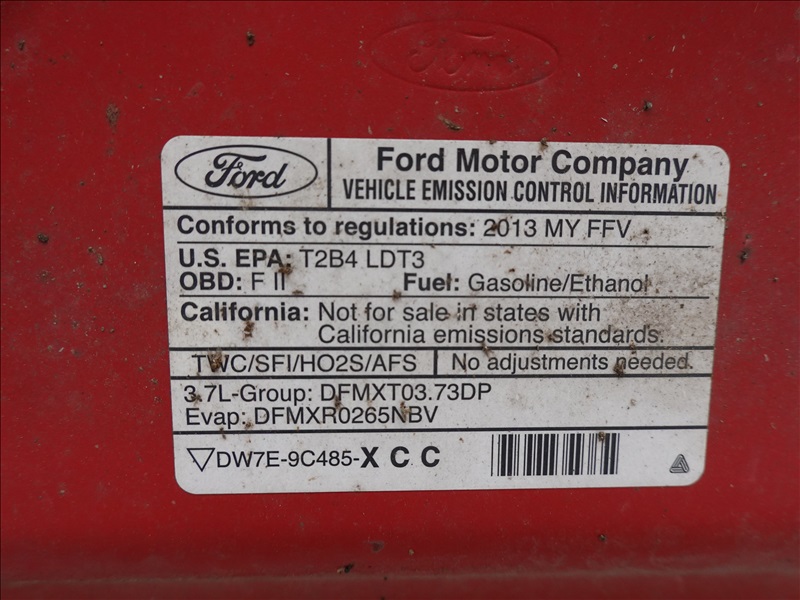 Ford
Ford
Ford Motor Company
VEHICLE EMISSION CONTROL INFORMATION
Conforms to regulations: 2013 MY FFV
U.S. EPA: T2B4 LDT3
OBD: F II Fuel: Gasoline/Ethanol
California: Not for sale in states with
California emissions standards.
TWC/SFI/HO2S/AFS No adjustments needed.
3.7L-Group: DFMXT03.73DP
Evap: DFMXR0265NBV
DW7E-9C485-XCC